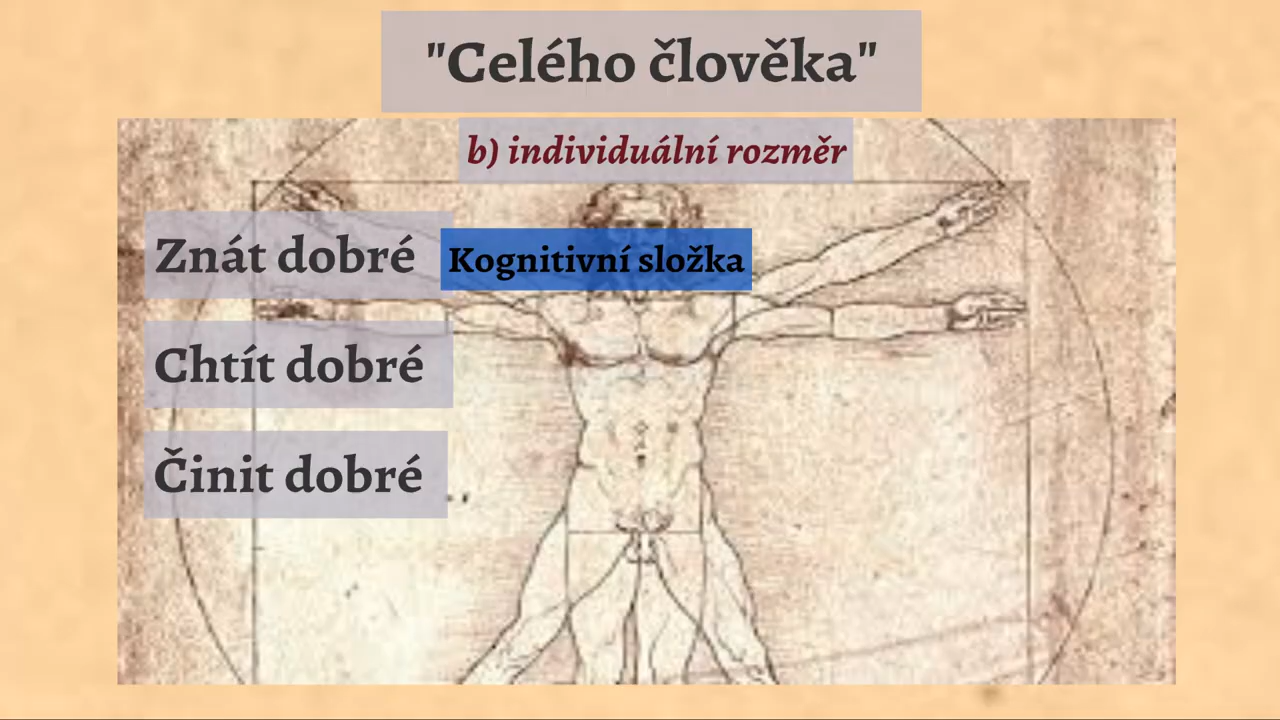 "Celého člověka"
b) individuální rozměr
Znát dobré
Kognitivní složka
Chtít dobré
Činit dobré